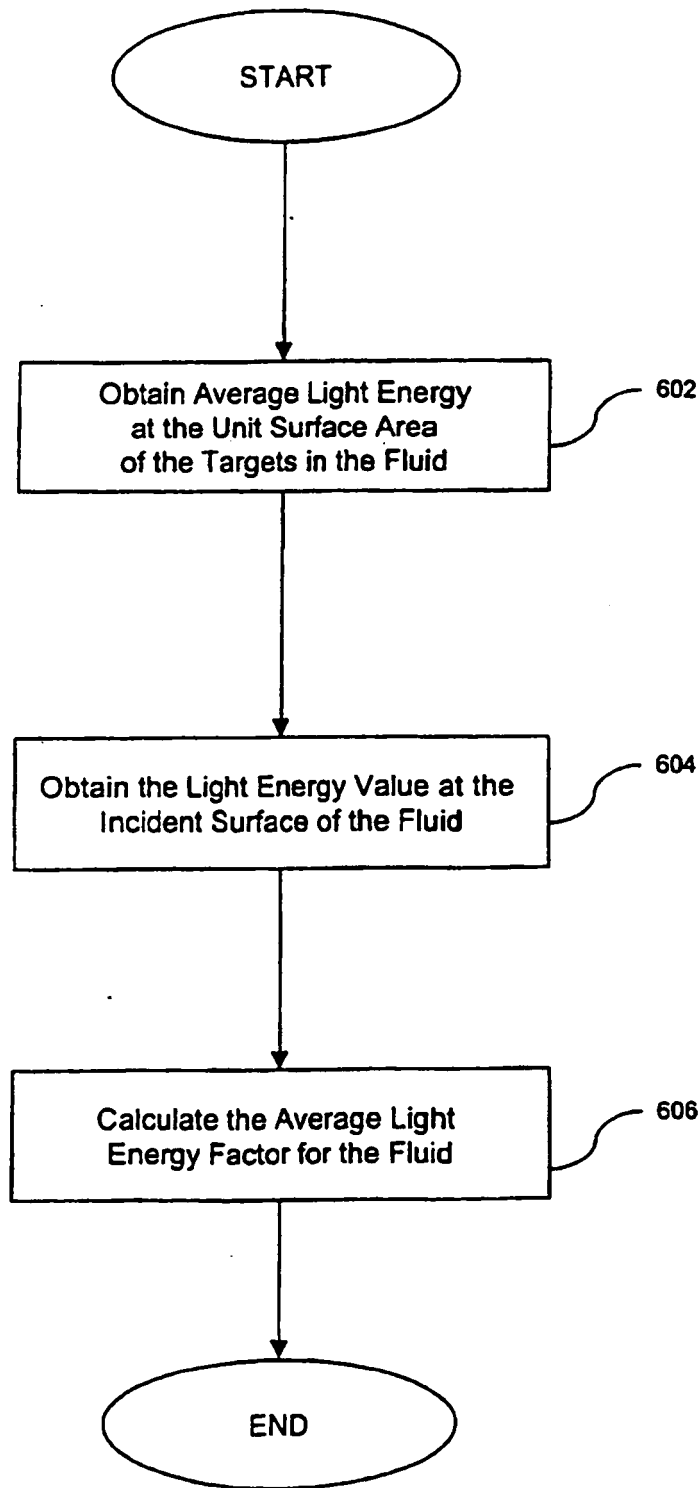 START
Obtain Average Light Energy
at the Unit Surface Area
of the Targets in the Fluid
602
Obtain the Light Energy Value at the
Incident Surface of the Fluid
604
Calculate the Average Light
Energy Factor for the Fluid
606
END